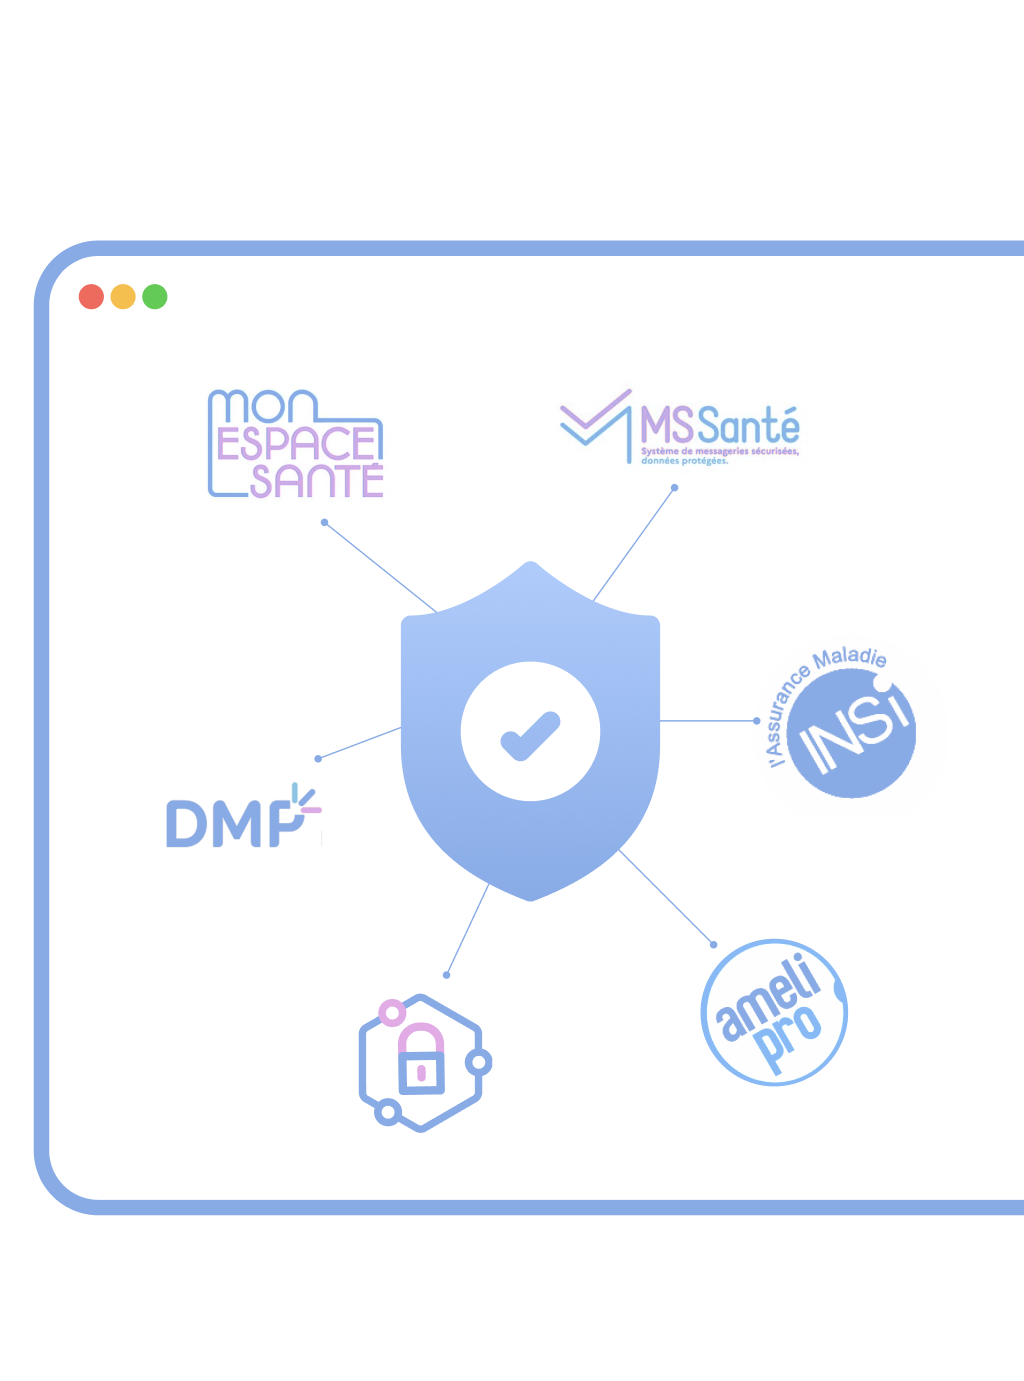 mon
ESPACE
SANTÉ
MSSanté
Système de messageries sécurisées,
données protégées.
l'Assurance Maladie
INSi
DMP
ameli
pro